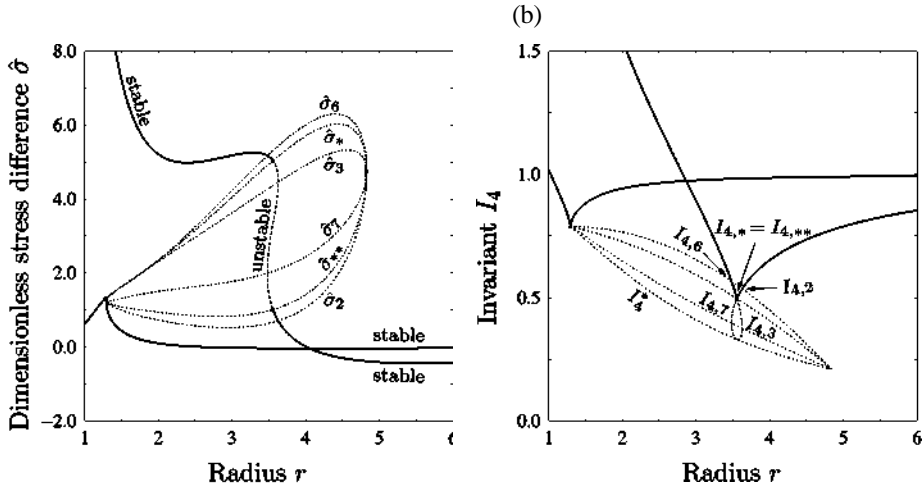 (b)
8.0
6.0
4.0
2.0
0.0
−2.0
Dimensionless stress difference σ̂
stable
σ̂6
σ̂*
σ̂3
σ̂7
σ̂**
σ̂2
unstable
stable
stable
1 2 3 4 5 6
Radius r
1.5
1.0
0.5
0.0
Invariant I4
I4,6
I4,* = I4,**
I4,2
I4,7
I4,3
I4*
1 2 3 4 5 6
Radius r